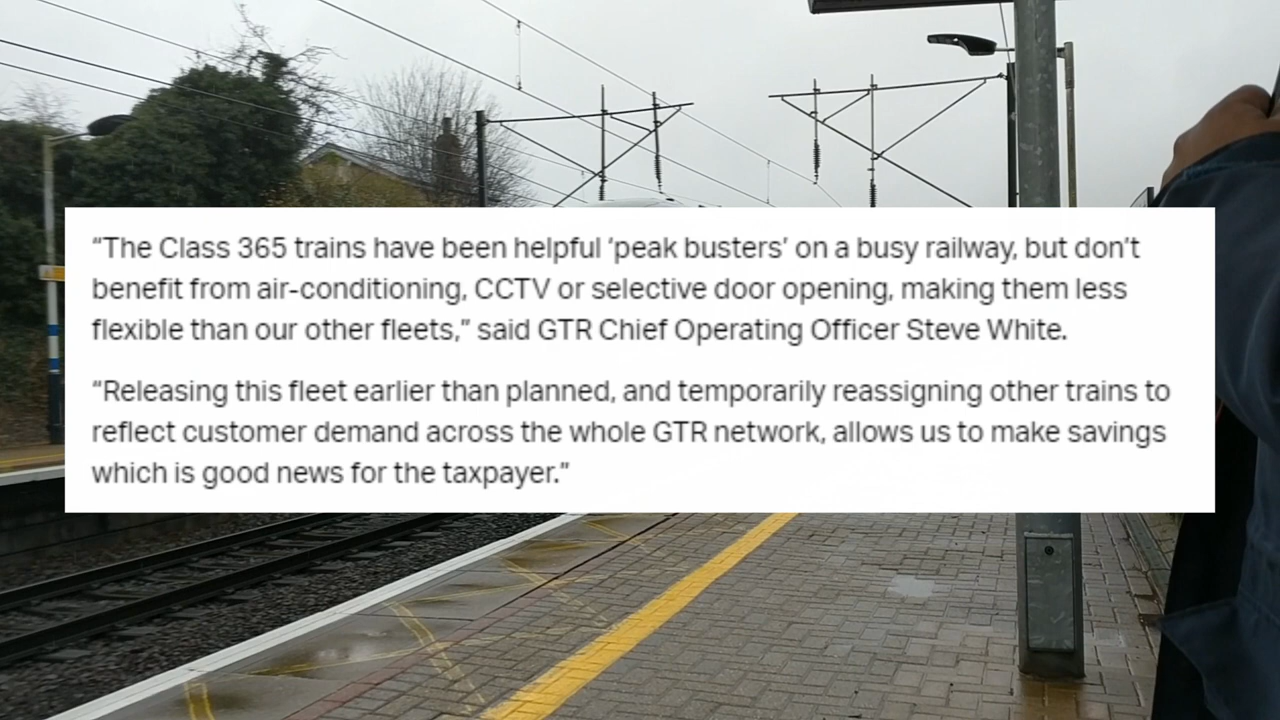 “The Class 365 trains have been helpful ‘peak busters’ on a busy railway, but don’t
benefit from air-conditioning, CCTV or selective door opening, making them less
flexible than our other fleets,” said GTR Chief Operating Officer Steve White.
“Releasing this fleet earlier than planned, and temporarily reassigning other trains to
reflect customer demand across the whole GTR network, allows us to make savings
which is good news for the taxpayer.”